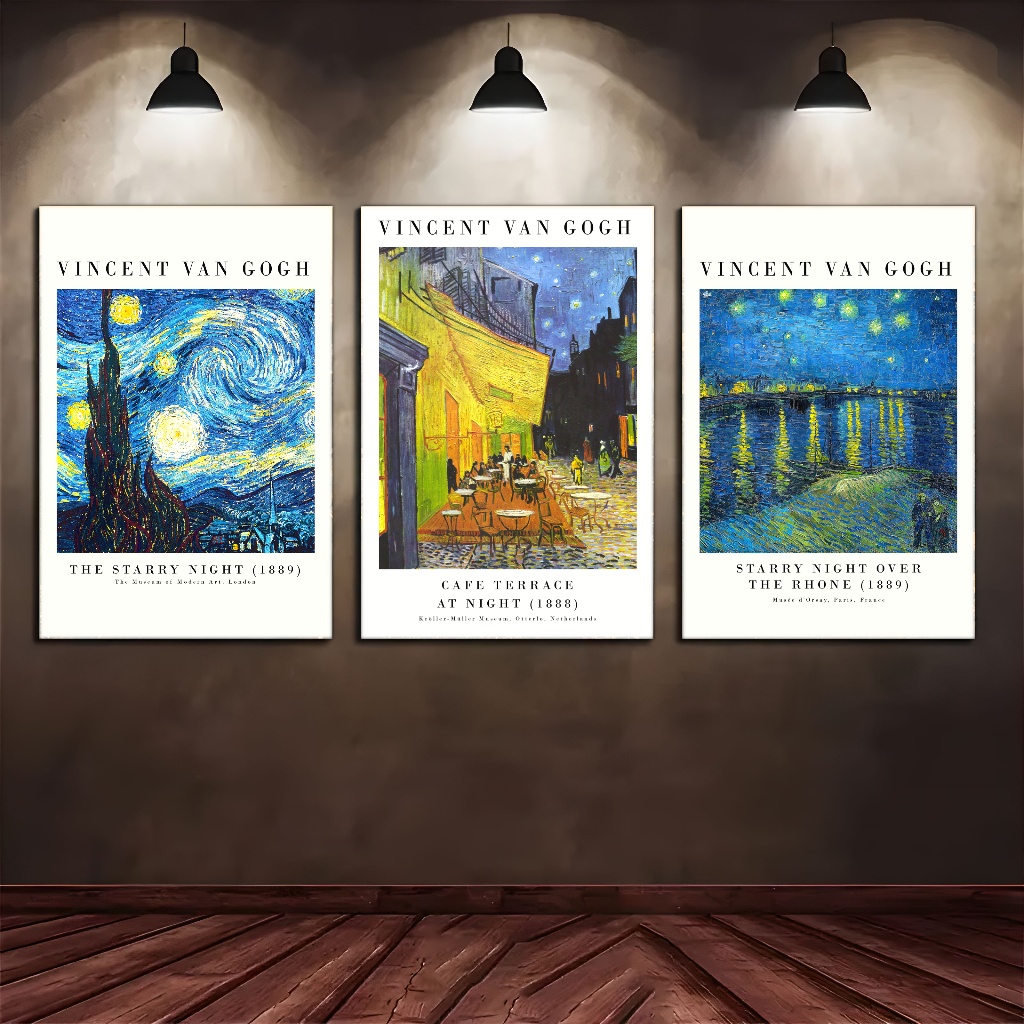 VINCENT VAN GOGH
THE STARRY NIGHT (1889)
The Museum of Modern Art, London
VINCENT VAN GOGH
CAFE TERRACE
AT NIGHT (1888)
Kröller-Müller Museum, Otterlo, Netherlands
VINCENT VAN GOGH
STARRY NIGHT OVER
THE RHONE (1889)
Musée d'Orsay, Paris, France